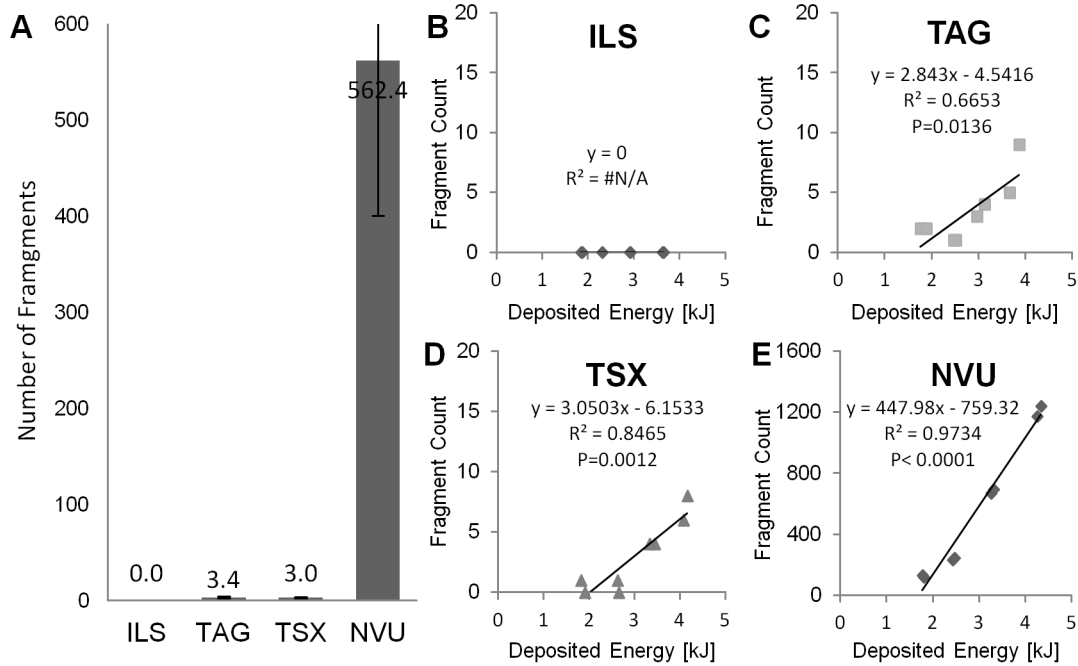 A
600
500
400
300
200
100
0
Number of Framgments
0.0
3.4
3.0
562.4
ILS
TAG
TSX
NVU
B
ILS
20
15
10
5
0
Fragment Count
y = 0
R² = #N/A
0 1 2 3 4 5
Deposited Energy [kJ]
C
TAG
20
15
10
5
0
Fragment Count
y = 2.843x - 4.5416
R² = 0.6653
P=0.0136
0 1 2 3 4 5
Deposited Energy [kJ]
D
TSX
20
15
10
5
0
Fragment Count
y = 3.0503x - 6.1533
R² = 0.8465
P=0.0012
0 1 2 3 4 5
Deposited Energy [kJ]
E
NVU
1600
1200
800
400
0
Fragment Count
y = 447.98x - 759.32
R² = 0.9734
P< 0.0001
0 1 2 3 4 5
Deposited Energy [kJ]